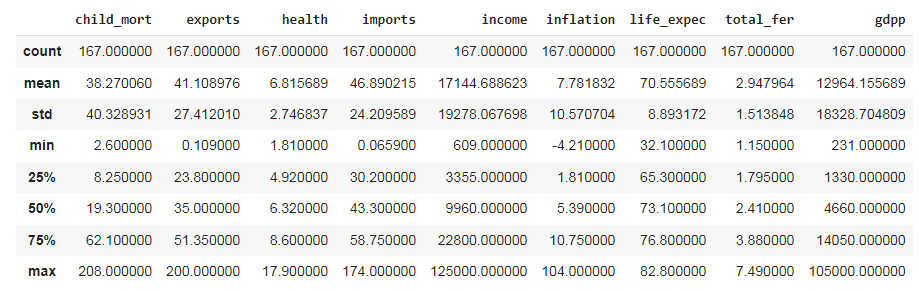 child_mort exports health imports income inflation life_expec total_fer gdpp
count 167.000000 167.000000 167.000000 167.000000 167.000000 167.000000 167.000000 167.000000 167.000000
mean 38.270060 41.108976 6.815689 46.890215 17144.688623 7.781832 70.555689 2.947964 12964.155689
std 40.328931 27.412010 2.746837 24.209589 19278.067698 10.570704 8.893172 1.513848 18328.704809
min 2.600000 0.109000 1.810000 0.065900 609.000000 -4.210000 32.100000 1.150000 231.000000
25% 8.250000 23.800000 4.920000 30.200000 3355.000000 1.810000 65.300000 1.795000 1330.000000
50% 19.300000 35.000000 6.320000 43.300000 9960.000000 5.390000 73.100000 2.410000 4660.000000
75% 62.100000 51.350000 8.600000 58.750000 22800.000000 10.750000 76.800000 3.880000 14050.000000
max 208.000000 200.000000 17.900000 174.000000 125000.000000 104.000000 82.800000 7.490000 105000.000000